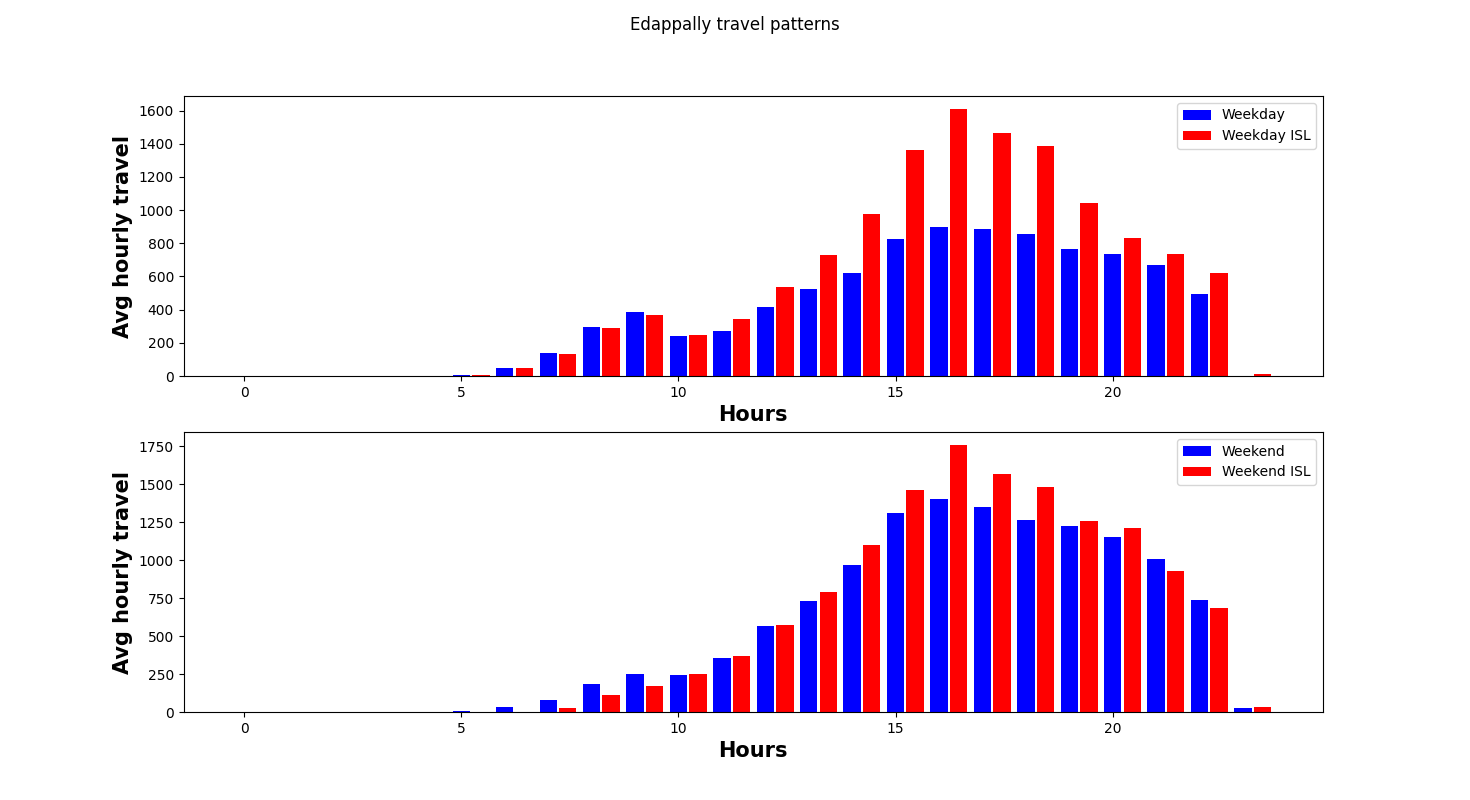 Edappally travel patterns
1600
1400
1200
1000
800
600
400
200
0
Avg hourly travel
Weekday
Weekday ISL
0 5 10 15 20
Hours
1750
1500
1250
1000
750
500
250
0
Avg hourly travel
Weekend
Weekend ISL
0 5 10 15 20
Hours